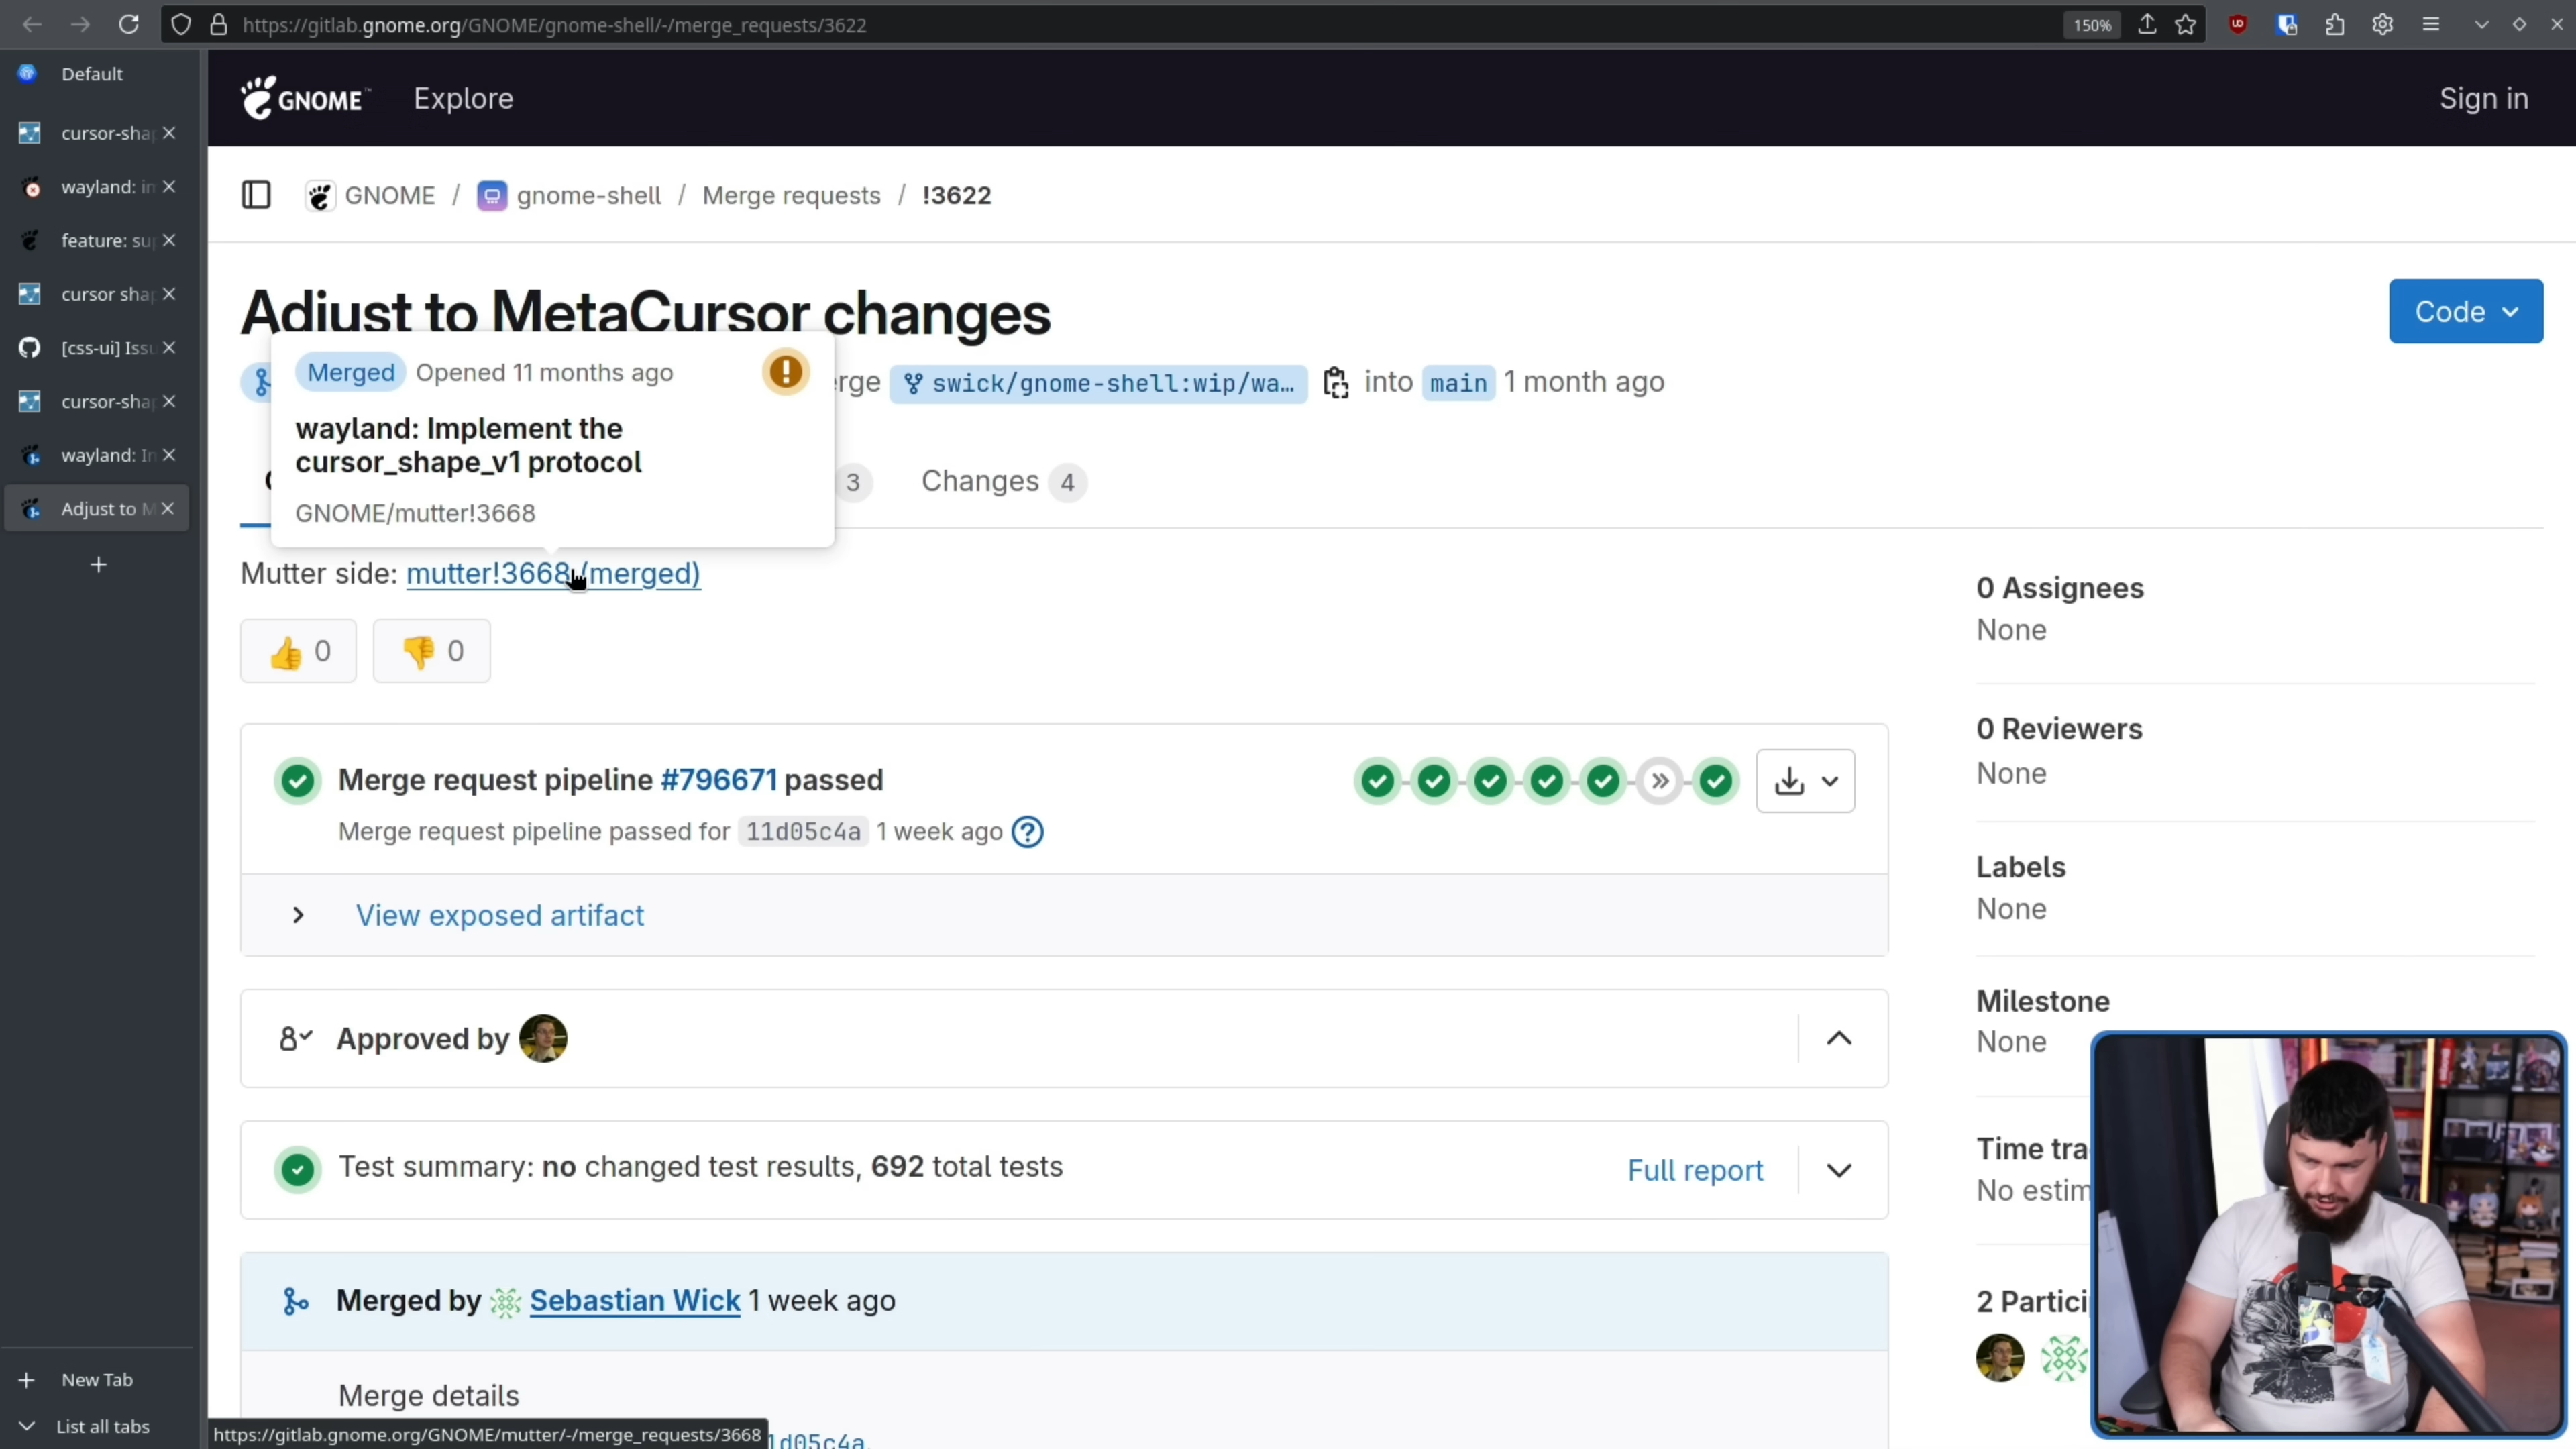 https://gitlab.gnome.org/GNOME/gnome-shell/-/merge_requests/3622
150%
Default
cursor-sha
wayland: in
feature: su
cursor sha
[css-ui] Issu
cursor-sha
wayland: In
Adjust to M
New Tab
List all tabs
GNOME™
Explore
Sign in
GNOME / gnome-shell / Merge requests / !3622
Adjust to MetaCursor changes
Code
Merged Opened 11 months ago
wayland: Implement the
cursor_shape_v1 protocol
GNOME/mutter!3668
erge swick/gnome-shell:wip/wa… into main 1 month ago
3 Changes 4
Mutter side: mutter!3668 (merged)
👍 0 👎 0
Merge request pipeline #796671 passed
Merge request pipeline passed for 11d05c4a 1 week ago
View exposed artifact
Approved by
Test summary: no changed test results, 692 total tests
Full report
Merged by Sebastian Wick 1 week ago
Merge details
1d05c4a.
https://gitlab.gnome.org/GNOME/mutter/-/merge_requests/3668
0 Assignees
None
0 Reviewers
None
Labels
None
Milestone
None
Time tra
No estim
2 Partici